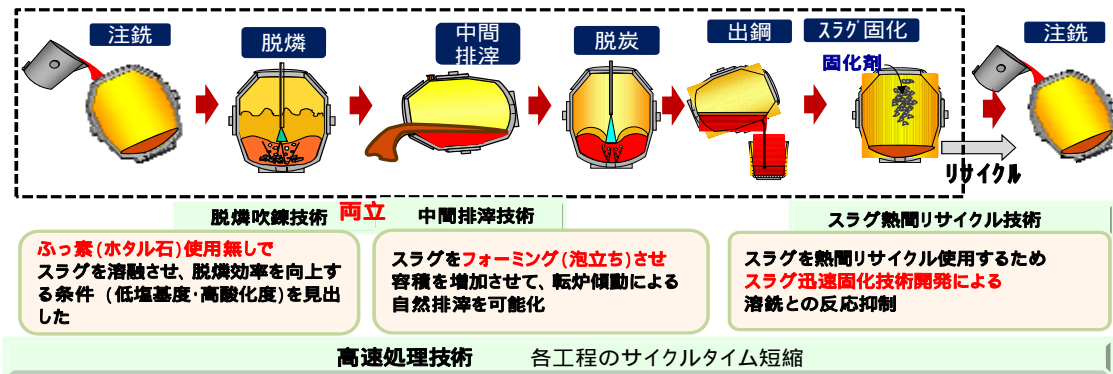 注銑
脱燐
中間
排滓
脱炭
出鋼
スラグ固化
注銑
固化剤
リサイクル
脱燐吹錬技術
両立
中間排滓技術
スラグ熱間リサイクル技術
ふっ素(ホタル石)使用無しで
スラグを溶融させ、脱燐効率を向上す
る条件 (低塩基度・高酸化度)を見出
した
スラグをフォーミング(泡立ち)させ
容積を増加させて、転炉傾動による
自然排滓を可能化
スラグを熱間リサイクル使用するため
スラグ迅速固化技術開発による
溶銑との反応抑制
高速処理技術 各工程のサイクルタイム短縮